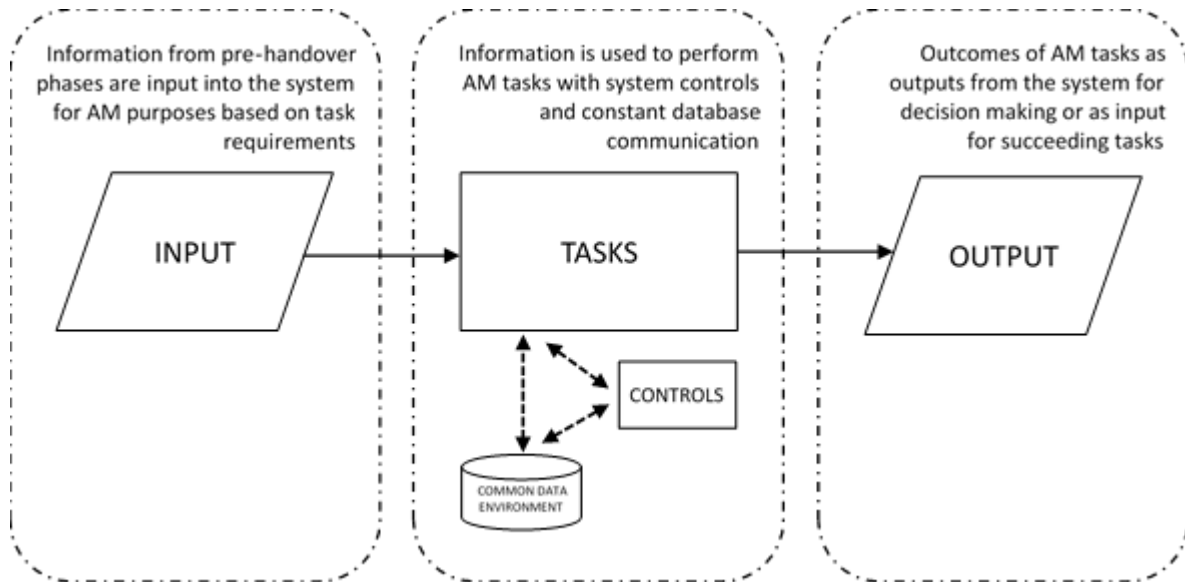 Information from pre-handover
phases are input into the system
for AM purposes based on task
requirements
INPUT
Information is used to perform
AM tasks with system controls
and constant database
communication
TASKS
CONTROLS
COMMON DATA
ENVIRONMENT
Outcomes of AM tasks as
outputs from the system for
decision making or as input
for succeeding tasks
OUTPUT